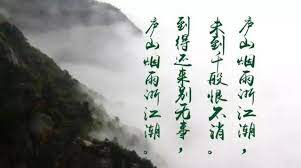 庐山烟雨浙江潮，
未到千般恨不消。
到得还来别无事，
庐山烟雨浙江潮。